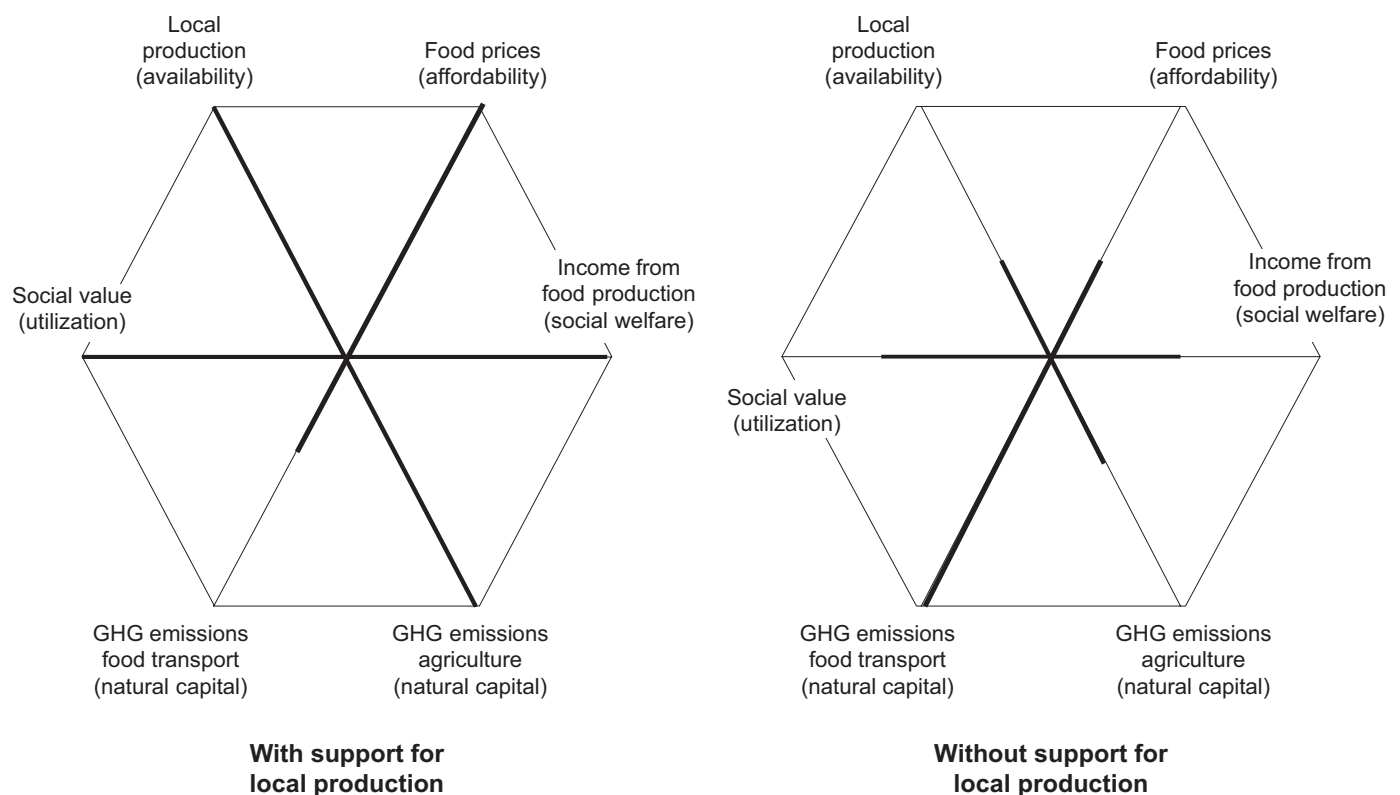 Local
production
(availability)
Food prices
(affordability)
Income from
food production
(social welfare)
Social value
(utilization)
GHG emissions
food transport
(natural capital)
GHG emissions
agriculture
(natural capital)
With support for
local production
Local
production
(availability)
Food prices
(affordability)
Income from
food production
(social welfare)
Social value
(utilization)
GHG emissions
food transport
(natural capital)
GHG emissions
agriculture
(natural capital)
Without support for
local production